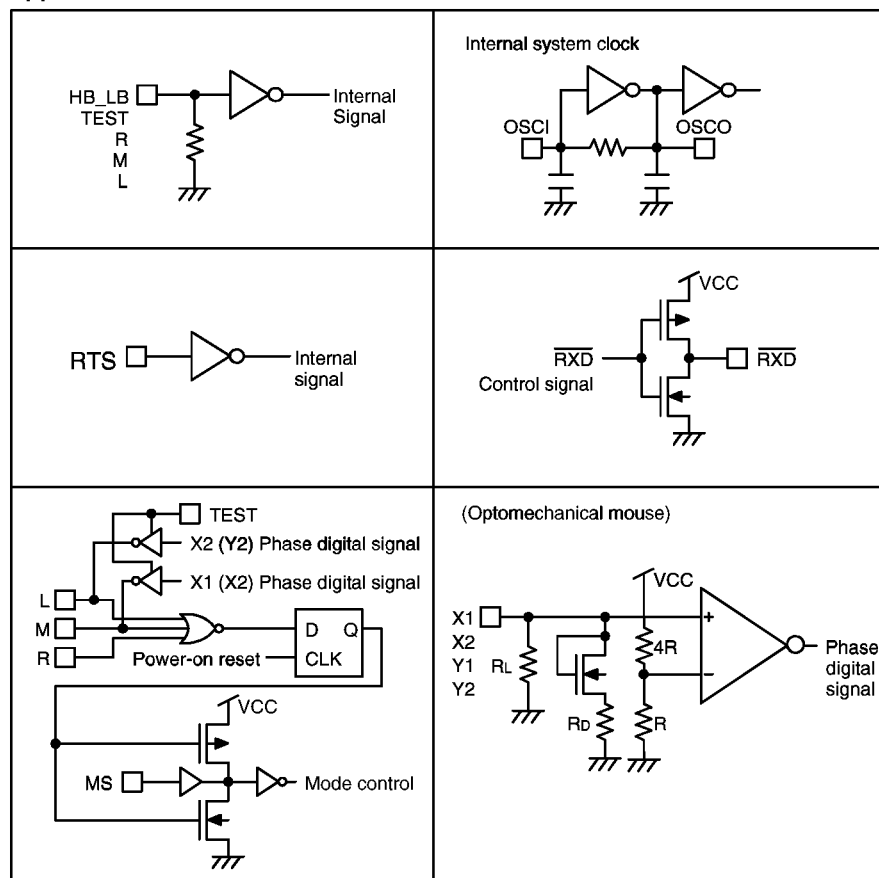 HB_LB
TEST
R
M
L
Internal
Signal
Internal system clock
OSCI
OSCO
RTS
Internal
signal
VCC
RXD
Control signal
RXD
TEST
X2 (Y2) Phase digital signal
X1 (X2) Phase digital signal
L
M
R
D Q
CLK
Power-on reset
VCC
MS
Mode control
(Optomechanical mouse)
VCC
X1
X2
Y1
Y2
RL
RD
4R
R
+
−
Phase
digital
signal